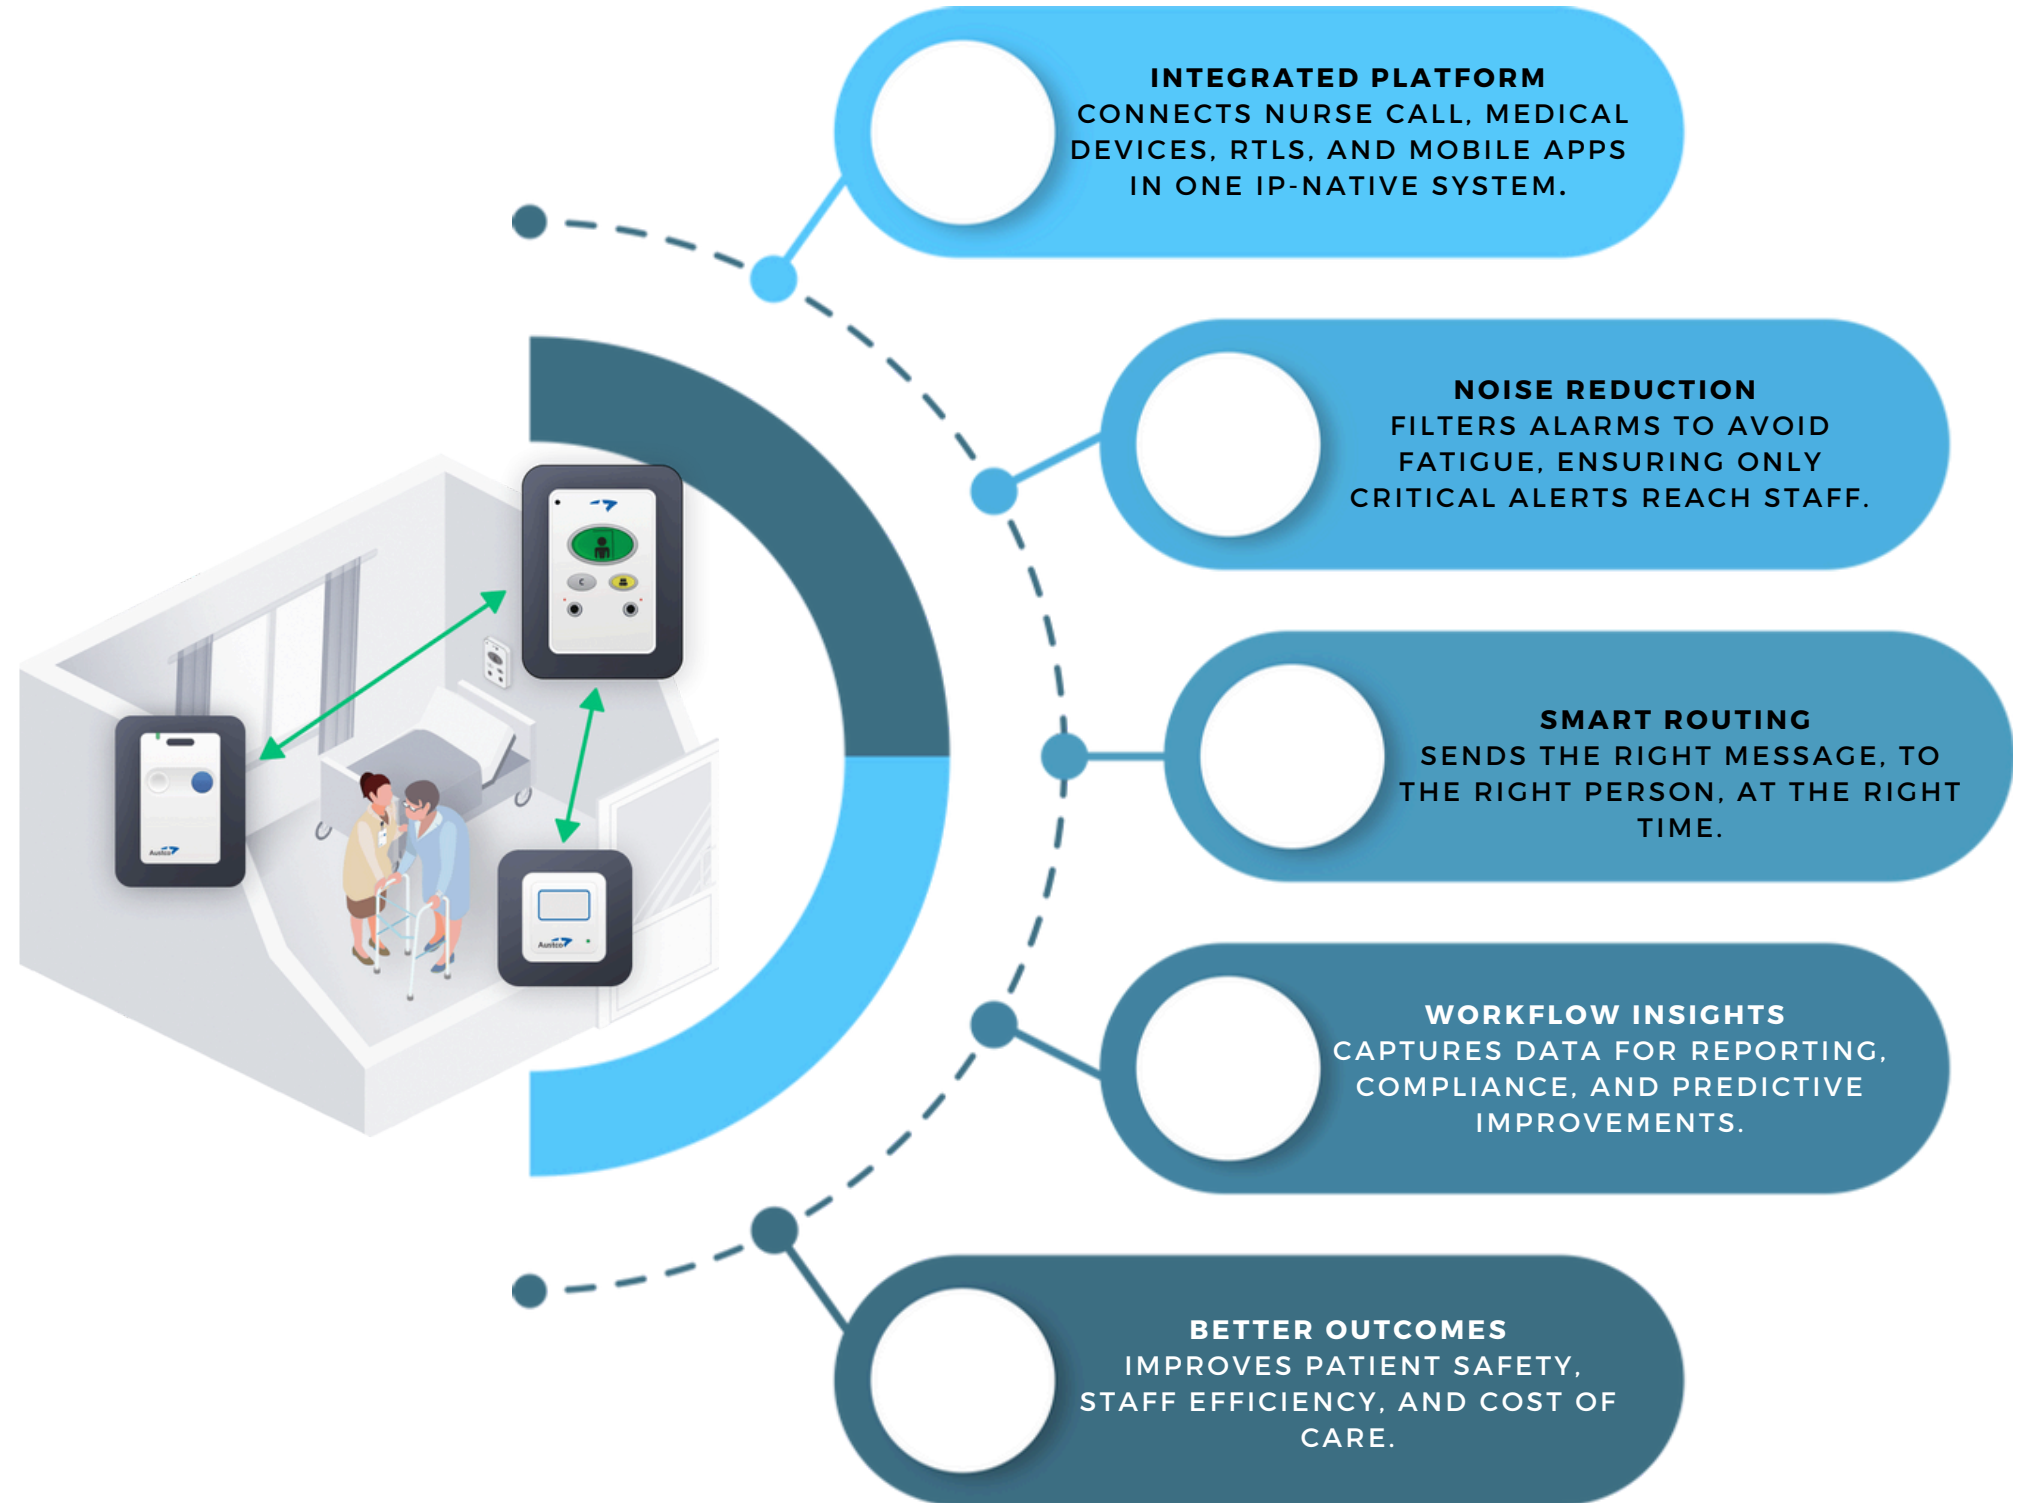 INTEGRATED PLATFORM
CONNECTS NURSE CALL, MEDICAL
DEVICES, RTLS, AND MOBILE APPS
IN ONE IP-NATIVE SYSTEM.
NOISE REDUCTION
FILTERS ALARMS TO AVOID
FATIGUE, ENSURING ONLY
CRITICAL ALERTS REACH STAFF.
C
SMART ROUTING
SENDS THE RIGHT MESSAGE, TO
THE RIGHT PERSON, AT THE RIGHT
TIME.
Austco
Austco
WORKFLOW INSIGHTS
CAPTURES DATA FOR REPORTING,
COMPLIANCE, AND PREDICTIVE
IMPROVEMENTS.
BETTER OUTCOMES
IMPROVES PATIENT SAFETY,
STAFF EFFICIENCY, AND COST OF
CARE.